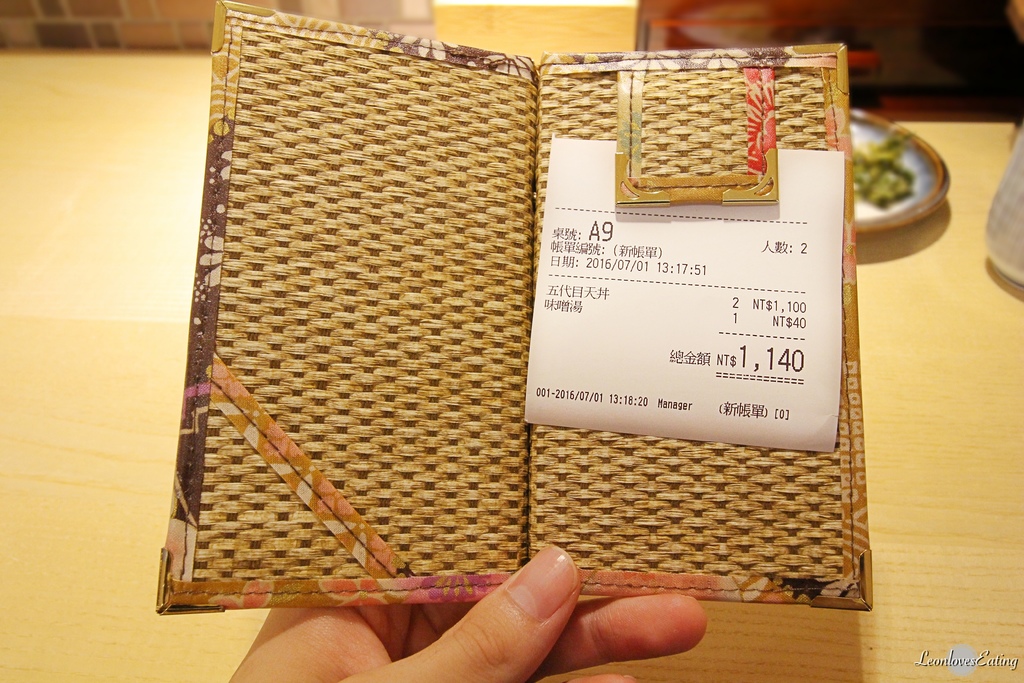 桌號: A9 人數: 2
帳單編號: (新帳單)
日期: 2016/07/01 13:17:51
五代目天丼 2 NT$1,100
味噌湯 1 NT$40
總金額 NT$1,140
001-2016/07/01 13:18:20 Manager (新帳單) [0]
LeonlovesEating